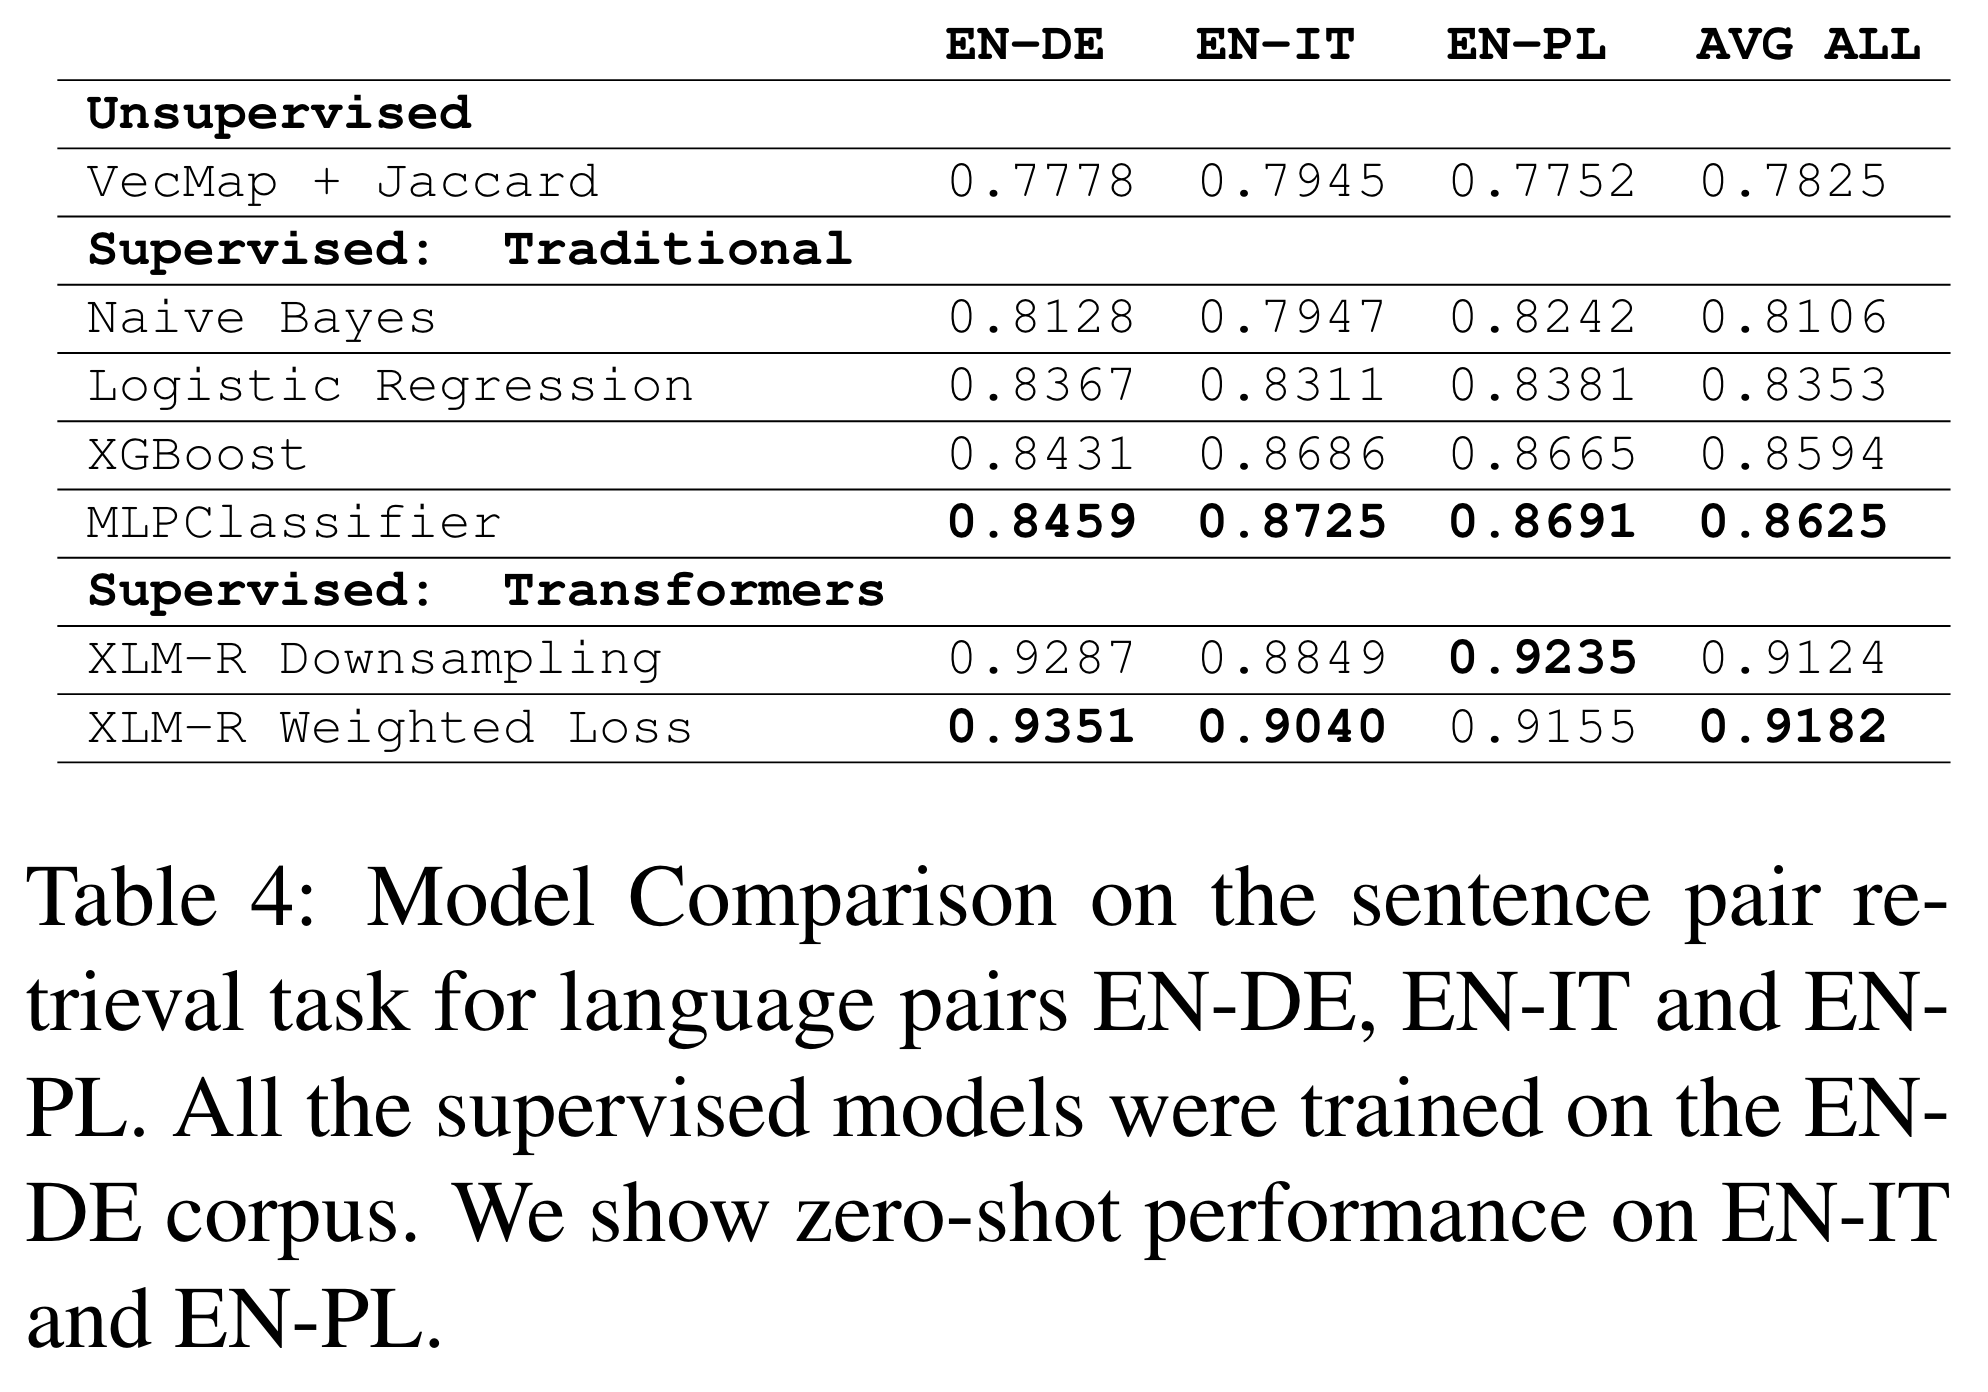 EN-DE EN-IT EN-PL AVG ALL
Unsupervised
VecMap + Jaccard 0.7778 0.7945 0.7752 0.7825
Supervised: Traditional
Naive Bayes 0.8128 0.7947 0.8242 0.8106
Logistic Regression 0.8367 0.8311 0.8381 0.8353
XGBoost 0.8431 0.8686 0.8665 0.8594
MLPClassifier 0.8459 0.8725 0.8691 0.8625
Supervised: Transformers
XLM-R Downsampling 0.9287 0.8849 0.9235 0.9124
XLM-R Weighted Loss 0.9351 0.9040 0.9155 0.9182
Table 4: Model Comparison on the sentence pair re-
trieval task for language pairs EN-DE, EN-IT and EN-
PL. All the supervised models were trained on the EN-
DE corpus. We show zero-shot performance on EN-IT
and EN-PL.